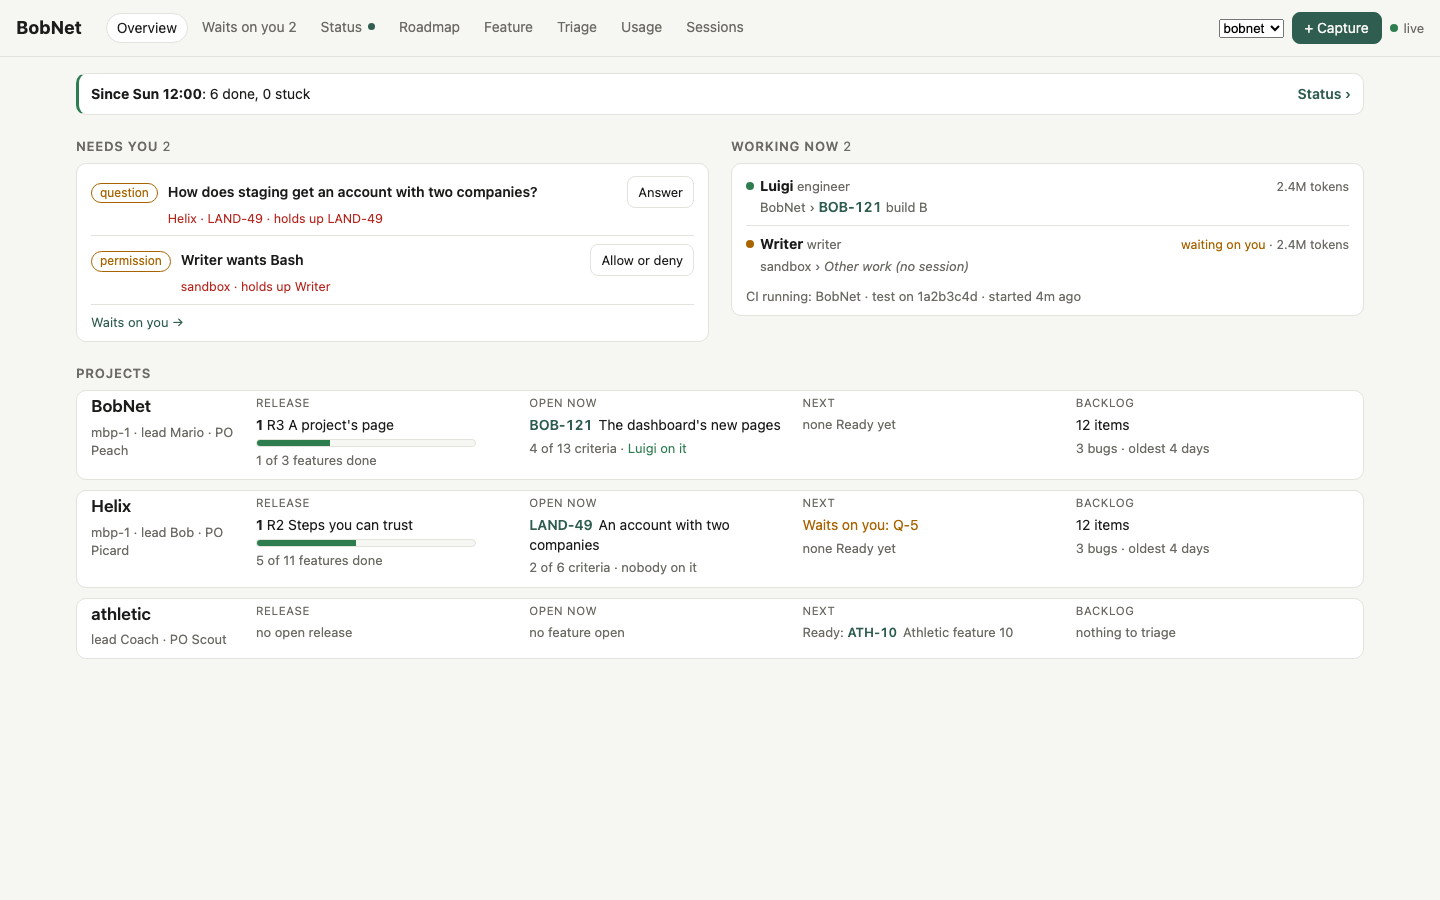 BobNet Overview Waits on you 2 Status Roadmap Feature Triage Usage Sessions bobnet + Capture live
Since Sun 12:00: 6 done, 0 stuck Status ›
NEEDS YOU 2
question How does staging get an account with two companies? Answer
Helix · LAND-49 · holds up LAND-49
permission Writer wants Bash Allow or deny
sandbox · holds up Writer
Waits on you →
WORKING NOW 2
Luigi engineer 2.4M tokens
BobNet › BOB-121 build B
Writer writer waiting on you · 2.4M tokens
sandbox › Other work (no session)
CI running: BobNet · test on 1a2b3c4d · started 4m ago
PROJECTS
BobNet
mbp-1 · lead Mario · PO
Peach
RELEASE
1 R3 A project's page
1 of 3 features done
OPEN NOW
BOB-121 The dashboard's new pages
4 of 13 criteria · Luigi on it
NEXT
none Ready yet
BACKLOG
12 items
3 bugs · oldest 4 days
Helix
mbp-1 · lead Bob · PO
Picard
RELEASE
1 R2 Steps you can trust
5 of 11 features done
OPEN NOW
LAND-49 An account with two
companies
2 of 6 criteria · nobody on it
NEXT
Waits on you: Q-5
none Ready yet
BACKLOG
12 items
3 bugs · oldest 4 days
athletic
lead Coach · PO Scout
RELEASE
no open release
OPEN NOW
no feature open
NEXT
Ready: ATH-10 Athletic feature 10
BACKLOG
nothing to triage